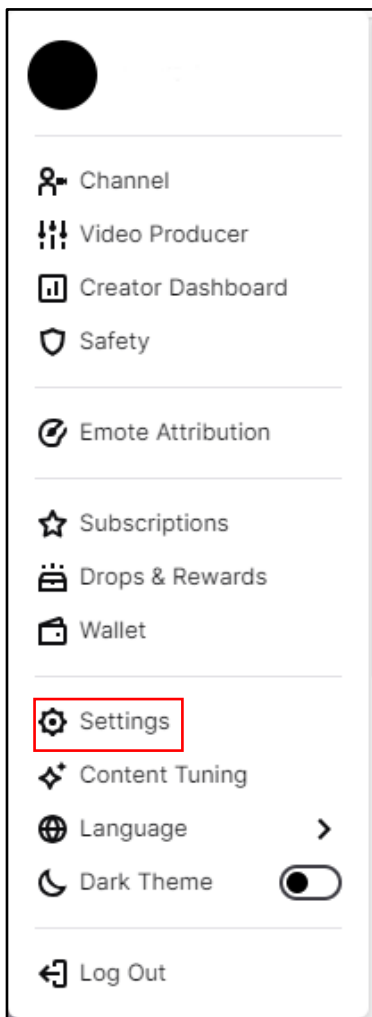 Channel
Video Producer
Creator Dashboard
Safety
Emote Attribution
Subscriptions
Drops & Rewards
Wallet
Settings
Content Tuning
Language
Dark Theme
Log Out